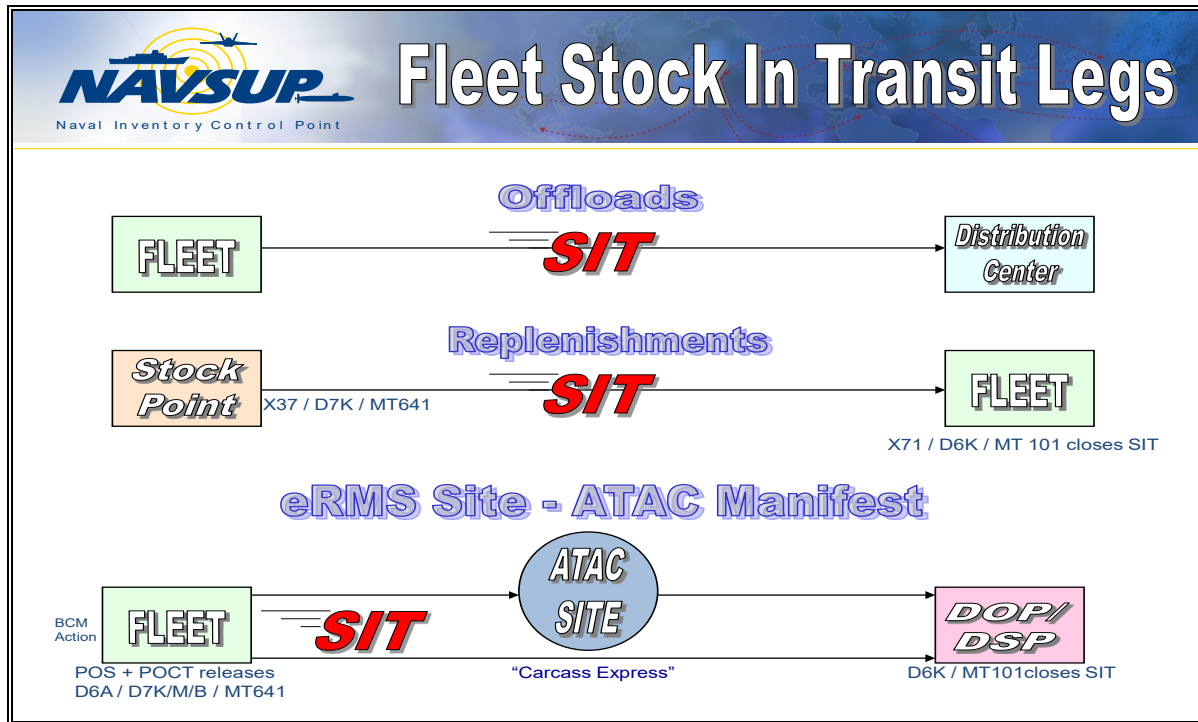 NAVSUP
Naval Inventory Control Point
Fleet Stock In Transit Legs
Offloads
FLEET
SIT
Distribution
Center
Replenishments
Stock
Point
X37 / D7K / MT641
SIT
FLEET
X71 / D6K / MT 101 closes SIT
eRMS Site - ATAC Manifest
BCM
Action
FLEET
SIT
ATAC
SITE
DOP/
DSP
POS + POCT releases
D6A / D7K/M/B / MT641
“Carcass Express”
D6K / MT101closes SIT